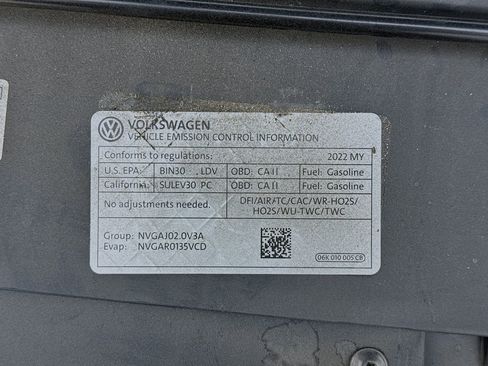 VOLKSWAGEN
VEHICLE EMISSION CONTROL INFORMATION
Conforms to regulations: 2022 MY
U.S. EPA: BIN30 , LDV OBD: CA II Fuel: Gasoline
California: SULEV30 PC OBD: CA II Fuel: Gasoline
No adjustments needed. DFI/AIR/TC/CAC/WR-HO2S/
HO2S/WU-TWC/TWC
Group: NVGAJ02.0V3A
Evap: NVGAR0135VCD
06K 010 005 CB